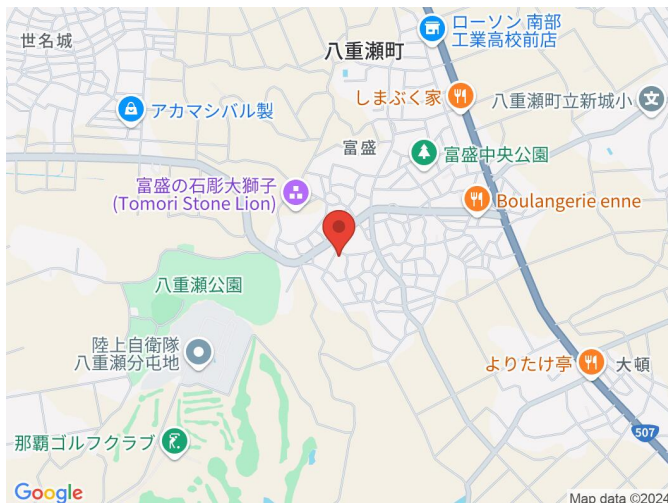 ローソン 南部
工業高校前店
八重瀬町
世名城
しまぶく家
八重瀬町立新城小
アカマシバル製
富盛
富盛中央公園
富盛の石彫大獅子
(Tomori Stone Lion)
Boulangerie enne
八重瀬公園
陸上自衛隊
八重瀬分屯地
よりたけ亭
大頓
507
那覇ゴルフクラブ
Google
Map data ©2024